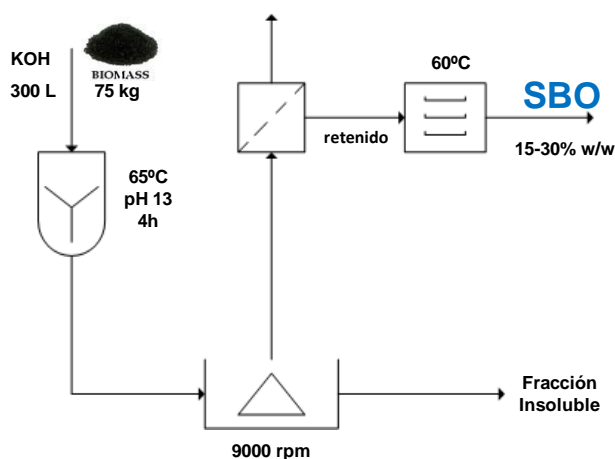 KOH
300 L
BIOMASS
75 kg
65ºC
pH 13
4h
retenido
60ºC
SBO
15-30% w/w
9000 rpm
Fracción
Insoluble